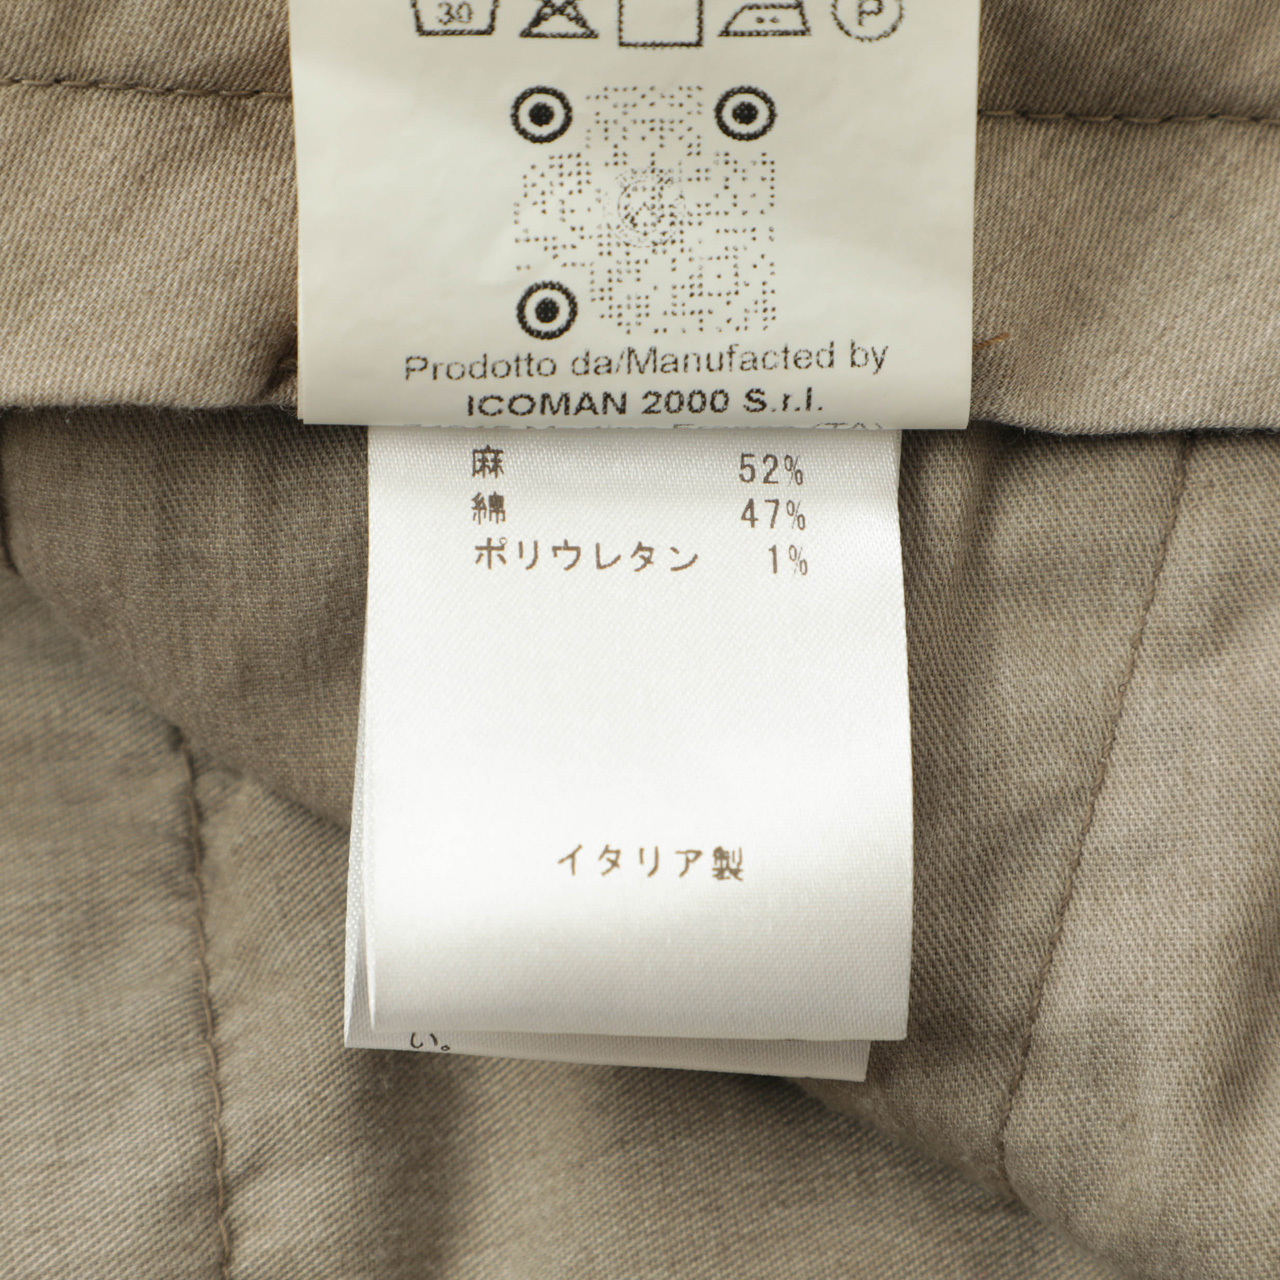 30
P
Prodotto da/Manufacted by
ICOMAN 2000 S.r.l.
麻 52%
綿 47%
ポリウレタン 1%
イタリア製
い。